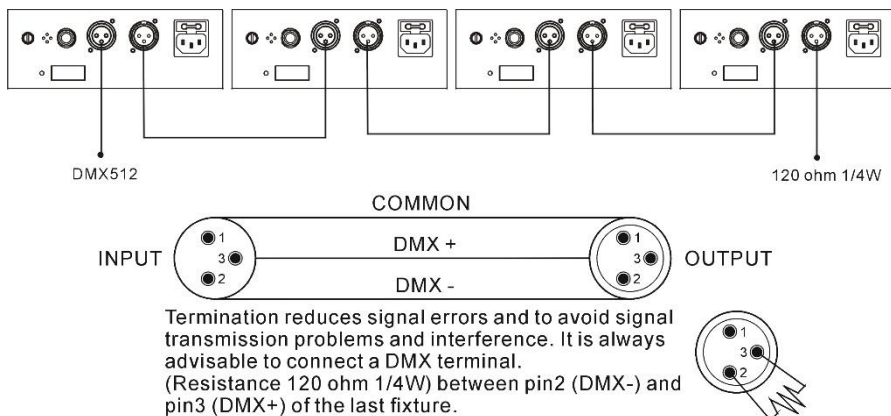 DMX512
120 ohm 1/4W
COMMON
INPUT
1
3
2
DMX +
DMX -
1
3
2
OUTPUT
Termination reduces signal errors and to avoid signal
transmission problems and interference. It is always
advisable to connect a DMX terminal.
(Resistance 120 ohm 1/4W) between pin2 (DMX-) and
pin3 (DMX+) of the last fixture.
1
3
2